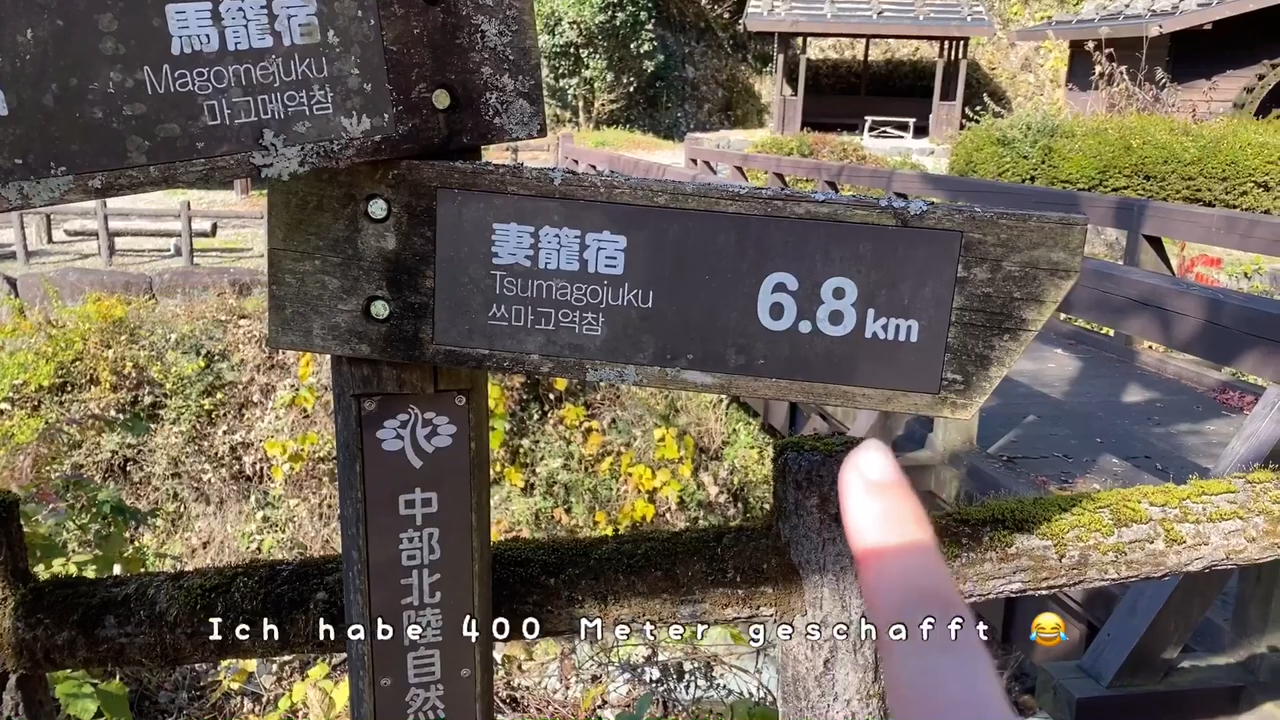 馬籠宿
Magomejuku
마고메역참
妻籠宿
Tsumagojuku
쓰마고역참
6.8 km
中部北陸自然
Ich habe 400 Meter geschafft 😂